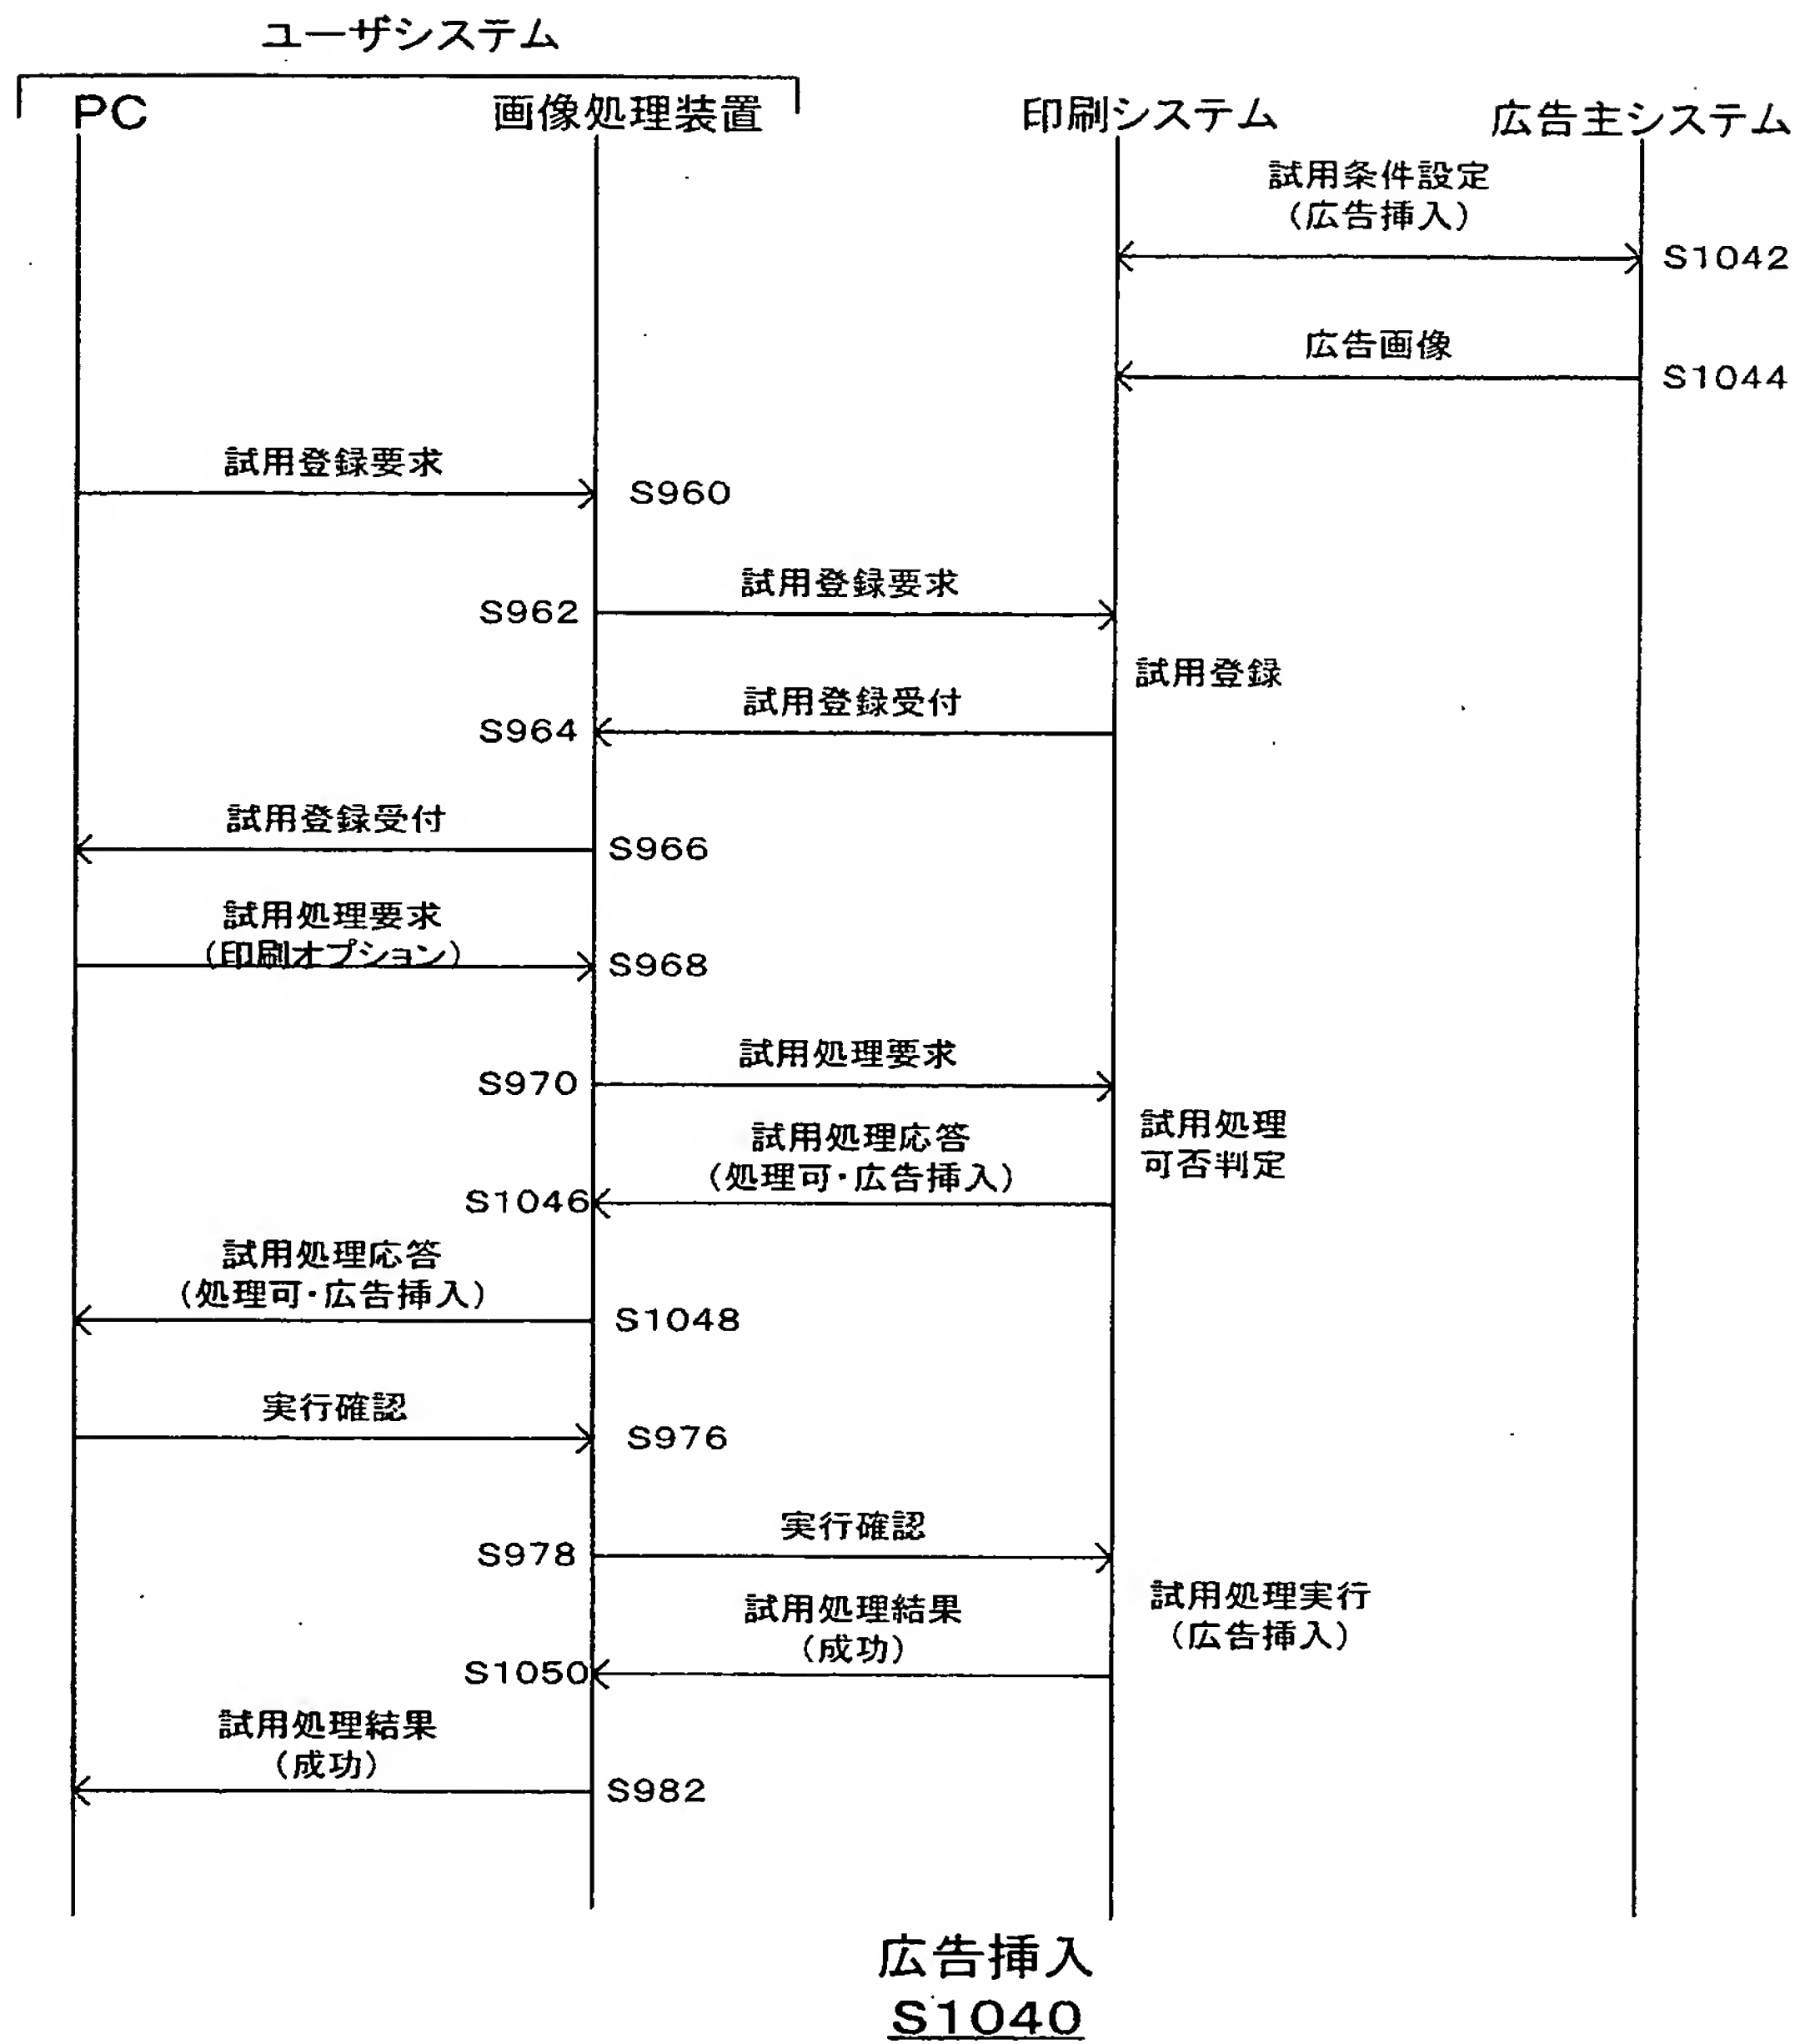 ユーザシステム
PC
画像処理装置
印刷システム
広告主システム
試用条件設定
(広告挿入)
S1042
広告画像
S1044
試用登録要求
S960
試用登録要求
S962
試用登録
試用登録受付
S964
試用登録受付
S966
試用処理要求
(印刷オプション)
S968
試用処理要求
S970
試用処理
可否判定
試用処理応答
(処理可・広告挿入)
S1046
試用処理応答
(処理可・広告挿入)
S1048
実行確認
S976
実行確認
S978
試用処理実行
(広告挿入)
試用処理結果
(成功)
S1050
試用処理結果
(成功)
S982
広告挿入
S1040